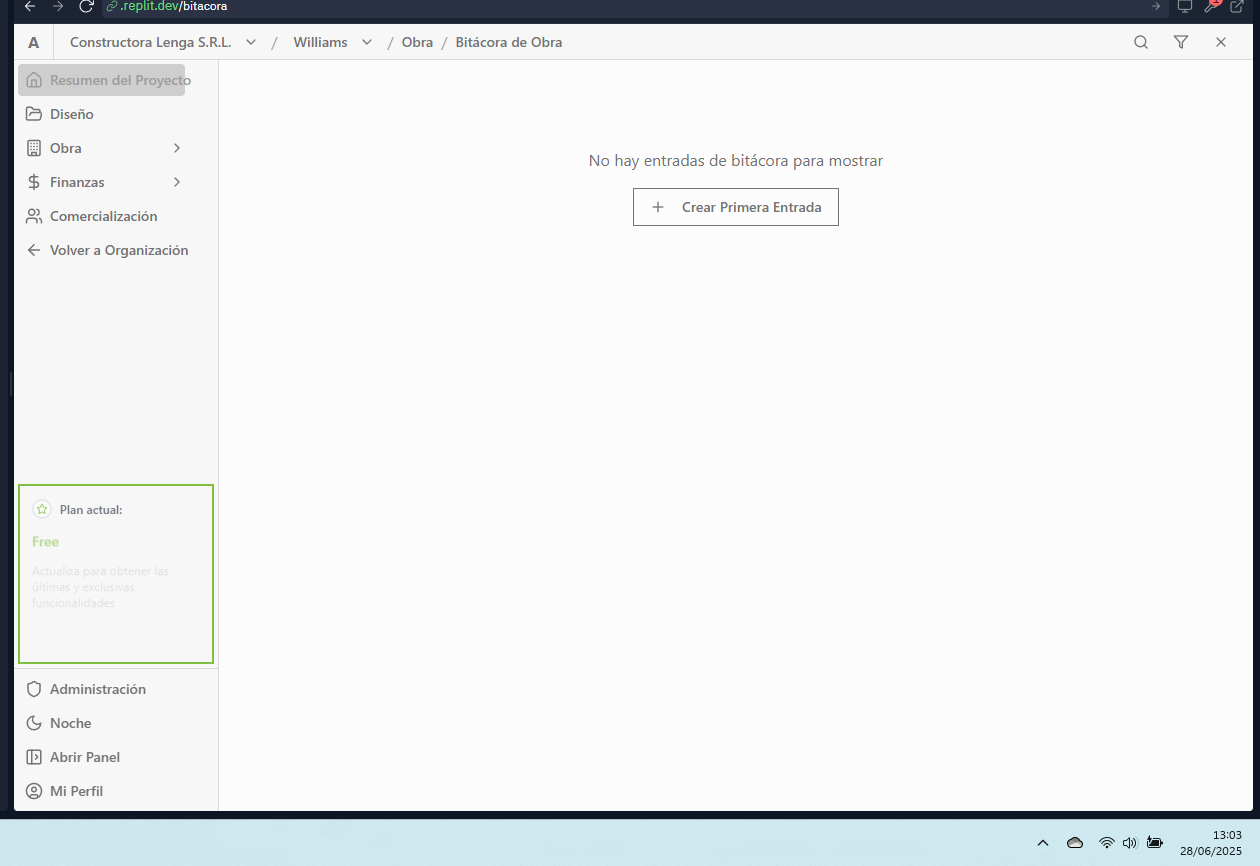 .replit.dev/bitacora
A Constructora Lenga S.R.L. / Williams / Obra / Bitácora de Obra
Resumen del Proyecto
Diseño
Obra
Finanzas
Comercialización
Volver a Organización
No hay entradas de bitácora para mostrar
+ Crear Primera Entrada
Plan actual:
Free
Actualiza para obtener las
últimas y exclusivas
funcionalidades
Administración
Noche
Abrir Panel
Mi Perfil
13:03
28/06/2025